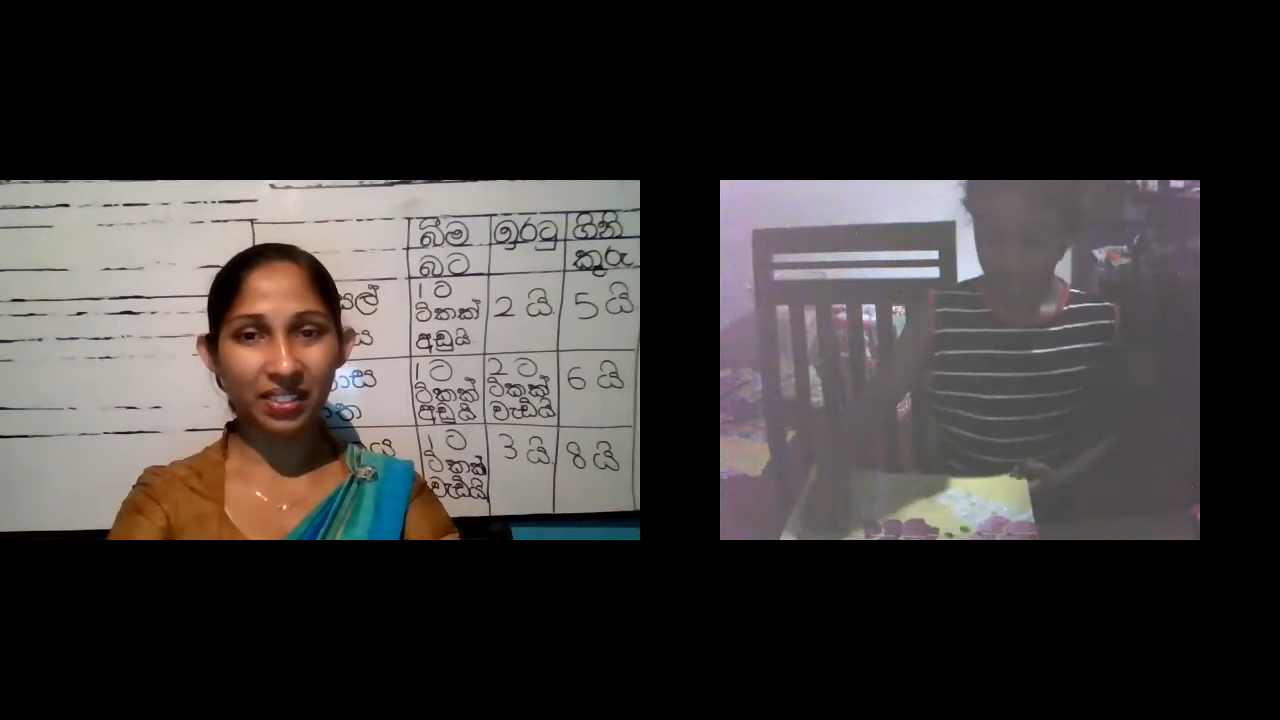 බීම ඉරටු ගිනි
බට කූරු
1 ට
ටිකක් 2 යි 5 යි
අඩුයි
1 ට 2 ට
ටිකක් ටිකක් 6 යි
අඩුයි වැඩියි
1 ට 3 යි 8 යි
ටිකක්
වැඩියි